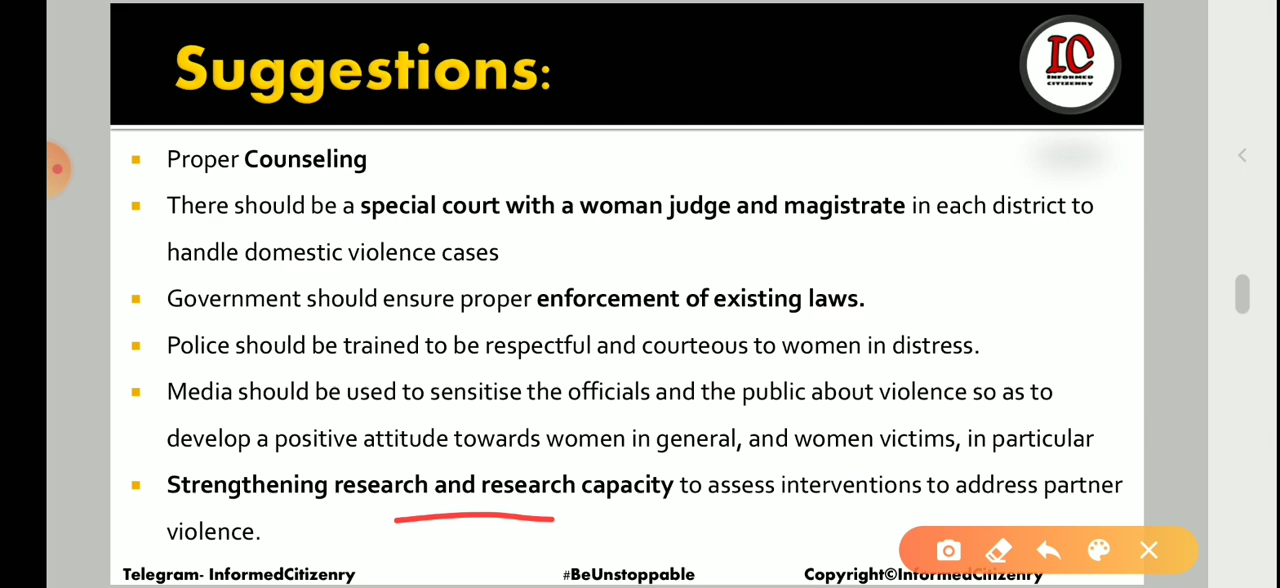 Suggestions:
IC
INFORMED
CITIZENRY
Proper Counseling
There should be a special court with a woman judge and magistrate in each district to
handle domestic violence cases
Government should ensure proper enforcement of existing laws.
Police should be trained to be respectful and courteous to women in distress.
Media should be used to sensitise the officials and the public about violence so as to
develop a positive attitude towards women in general, and women victims, in particular
Strengthening research and research capacity to assess interventions to address partner
violence.
Telegram- InformedCitizenry #BeUnstoppable Copyright©InformedCitizenry